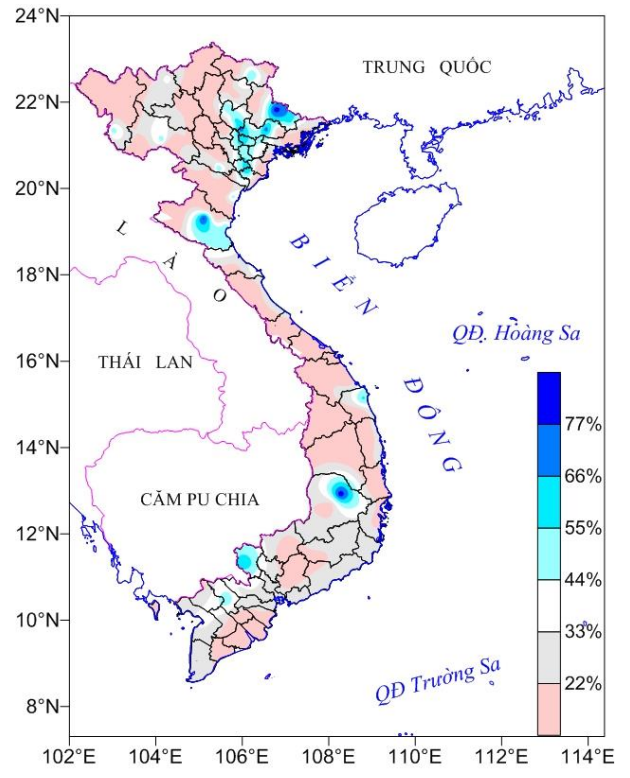 24°N
22°N
20°N
18°N
16°N
14°N
12°N
10°N
8°N
TRUNG QUỐC
LÀO
BIỂN ĐÔNG
QĐ. Hoàng Sa
THÁI LAN
CĂM PU CHIA
QĐ Trường Sa
77%
66%
55%
44%
33%
22%
102°E 104°E 106°E 108°E 110°E 112°E 114°E